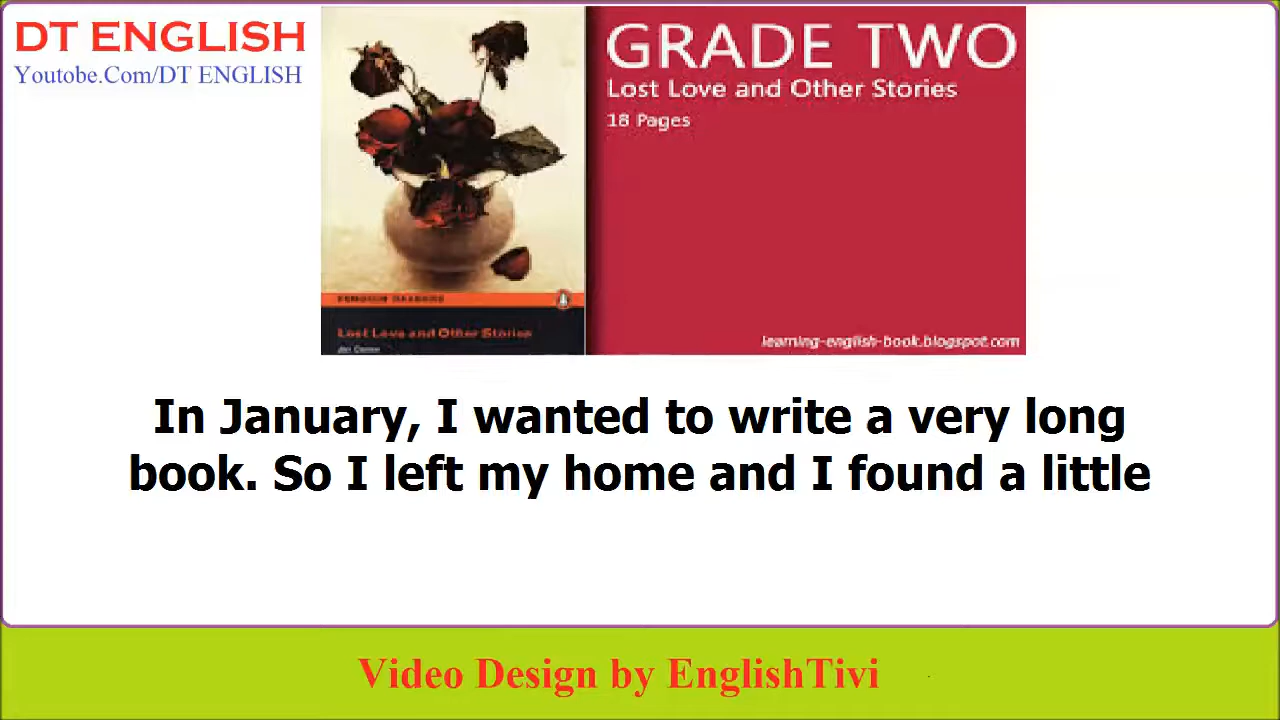 DT ENGLISH
Youtobe.Com/DT ENGLISH
GRADE TWO
Lost Love and Other Stories
18 Pages
PENGUIN READERS
Lost Love and Other Stories
learning-english-book.blogspot.com
In January, I wanted to write a very long
book. So I left my home and I found a little
Video Design by EnglishTivi